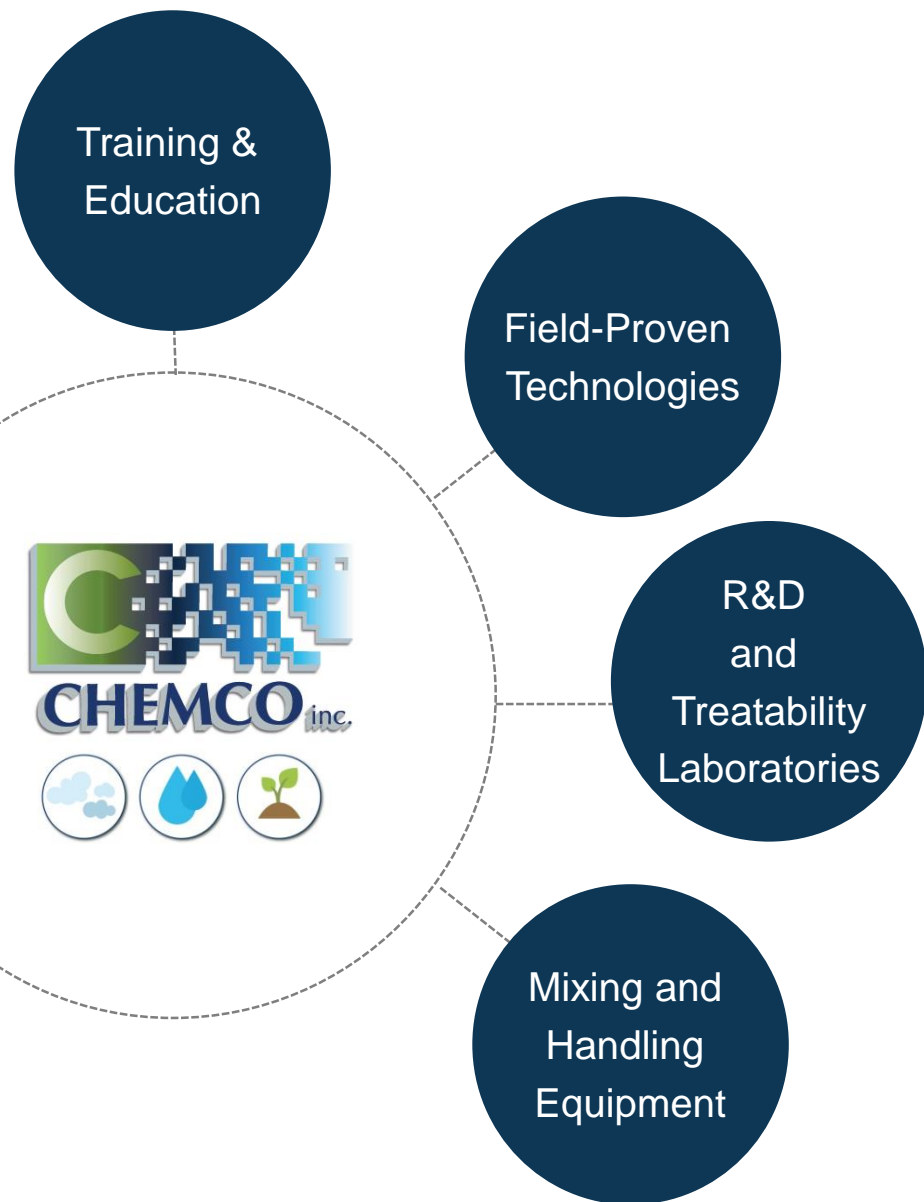 Training &
Education
Field-Proven
Technologies
R&D
and
Treatability
Laboratories
C
CHEMCO inc.
Mixing and
Handling
Equipment